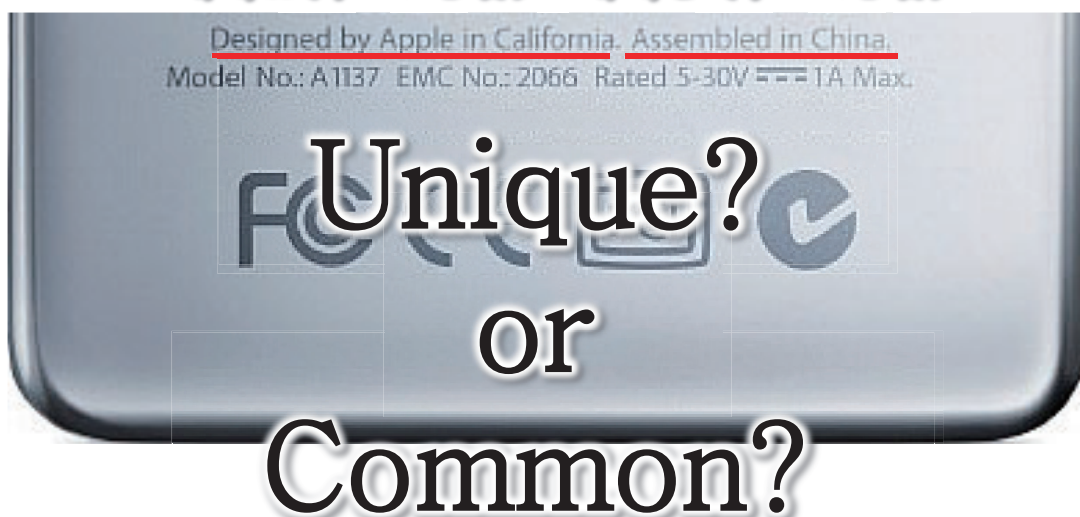 Designed by Apple in California. Assembled in China.
Model No.: A1137 EMC No.: 2066 Rated 5-30V 1A Max.
Unique?
or
Common?